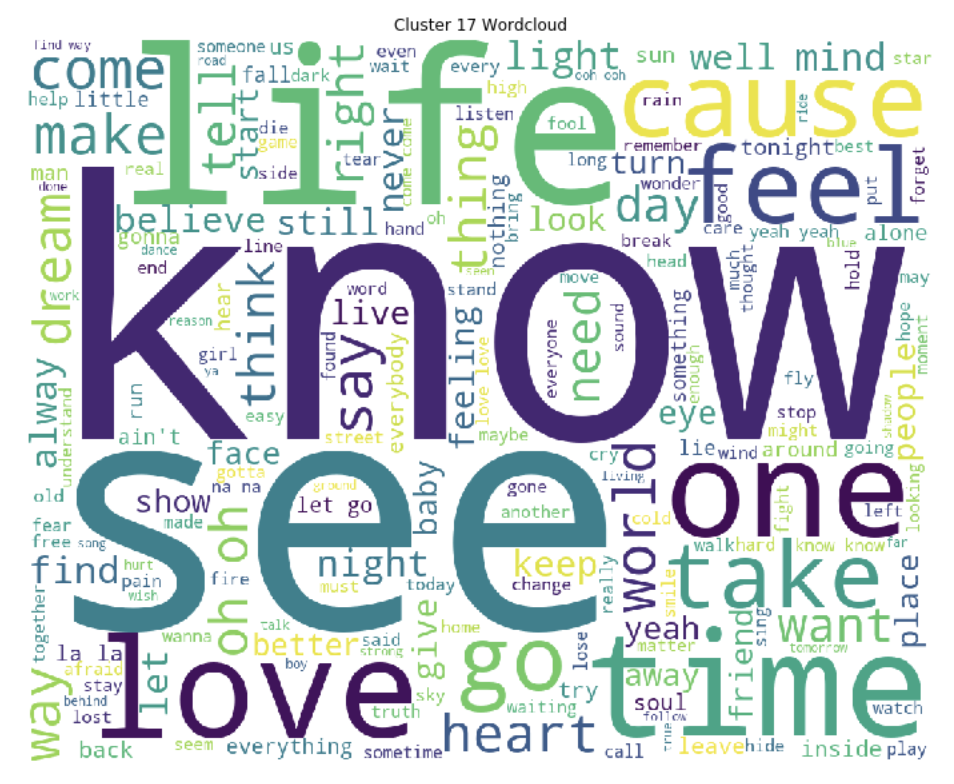 Cluster 17 Wordcloud
find way
someone
us
road
even
wait
every
light
ooh ooh
sun
well
mind
star
come
life
tell
fall
dark
right
high
cause
rain
rice
help
little
start
die
game
side
tear
never
come come
listen
fool
thing
make
real
long
remember
turn
tonight
best
feel
forget
man
done
believe
still
hand
oh
nothing
bring
look
day
wonder
good
care
put
yeah yeah
blue
alone
gonna
dance
line
end
think
seen
break
head
much
thought
hold
may
dream
know
work
reason
hear
word
live
stand
move
need
sound
something
enough
hope
moment
girl
ya
found
say
everybody
feeling
love love
everyone
fly
people
shadow
alway
understand
run
easy
stop
might
ain't
street
maybe
eye
lie
wind
around
going
face
cry
living
world
looking
old
see
na na
gotta
ground
show
made
let go
baby
gone
another
one
left
cold
fight
fear
free
song
oh oh
walk
hard
know know
far
find
hurt
pain
wish
fire
night
must
today
keep
change
really
smile
take
place
together
wanna
talk
better
said
strong
boy
give
home
lose
yeah
matter
friend
sing
want
tomorrow
la la
afraid
stay
behind
lost
let
love
truth
sky
go
waiting
try
away
soul
follow
true
time
watch
way
back
seem
everything
sometime
heart
call
leave
hide
inside
play